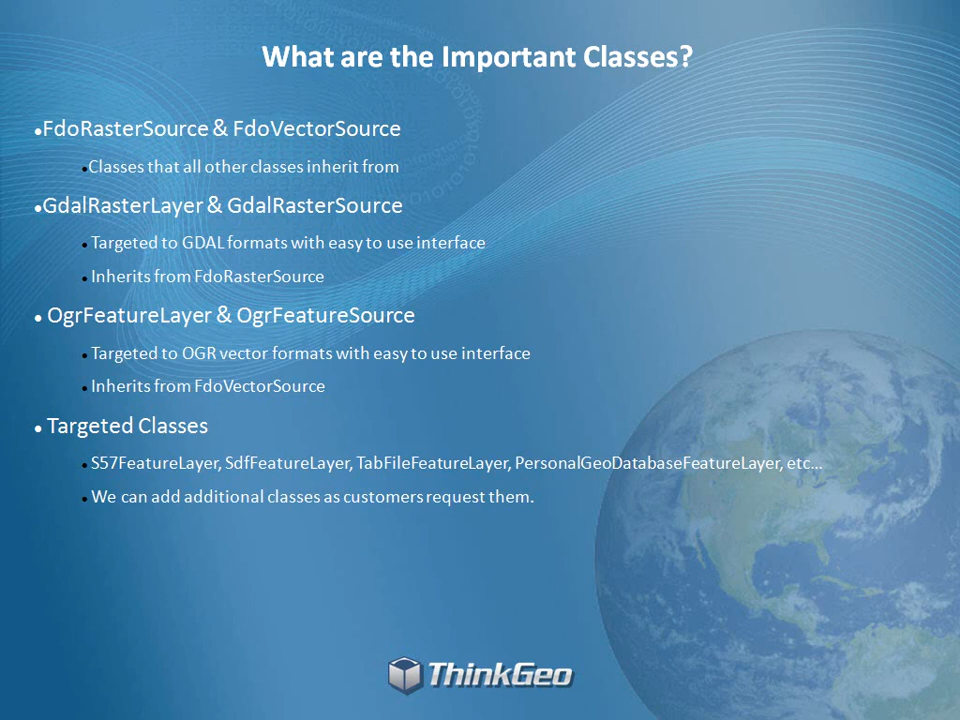 What are the Important Classes?
•FdoRasterSource & FdoVectorSource
•Classes that all other classes inherit from
•GdalRasterLayer & GdalRasterSource
• Targeted to GDAL formats with easy to use interface
• Inherits from FdoRasterSource
• OgrFeatureLayer & OgrFeatureSource
• Targeted to OGR vector formats with easy to use interface
• Inherits from FdoVectorSource
• Targeted Classes
• S57FeatureLayer, SdfFeatureLayer, TabFileFeatureLayer, PersonalGeoDatabaseFeatureLayer, etc…
• We can add additional classes as customers request them.
ThinkGeo